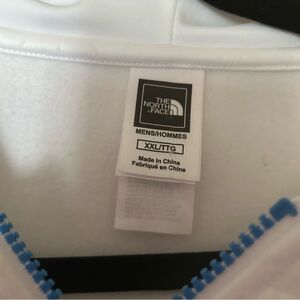 THE
NORTH
FACE
MENS/HOMMES
XXL/TTG
Made in China
Fabriqué en Chine